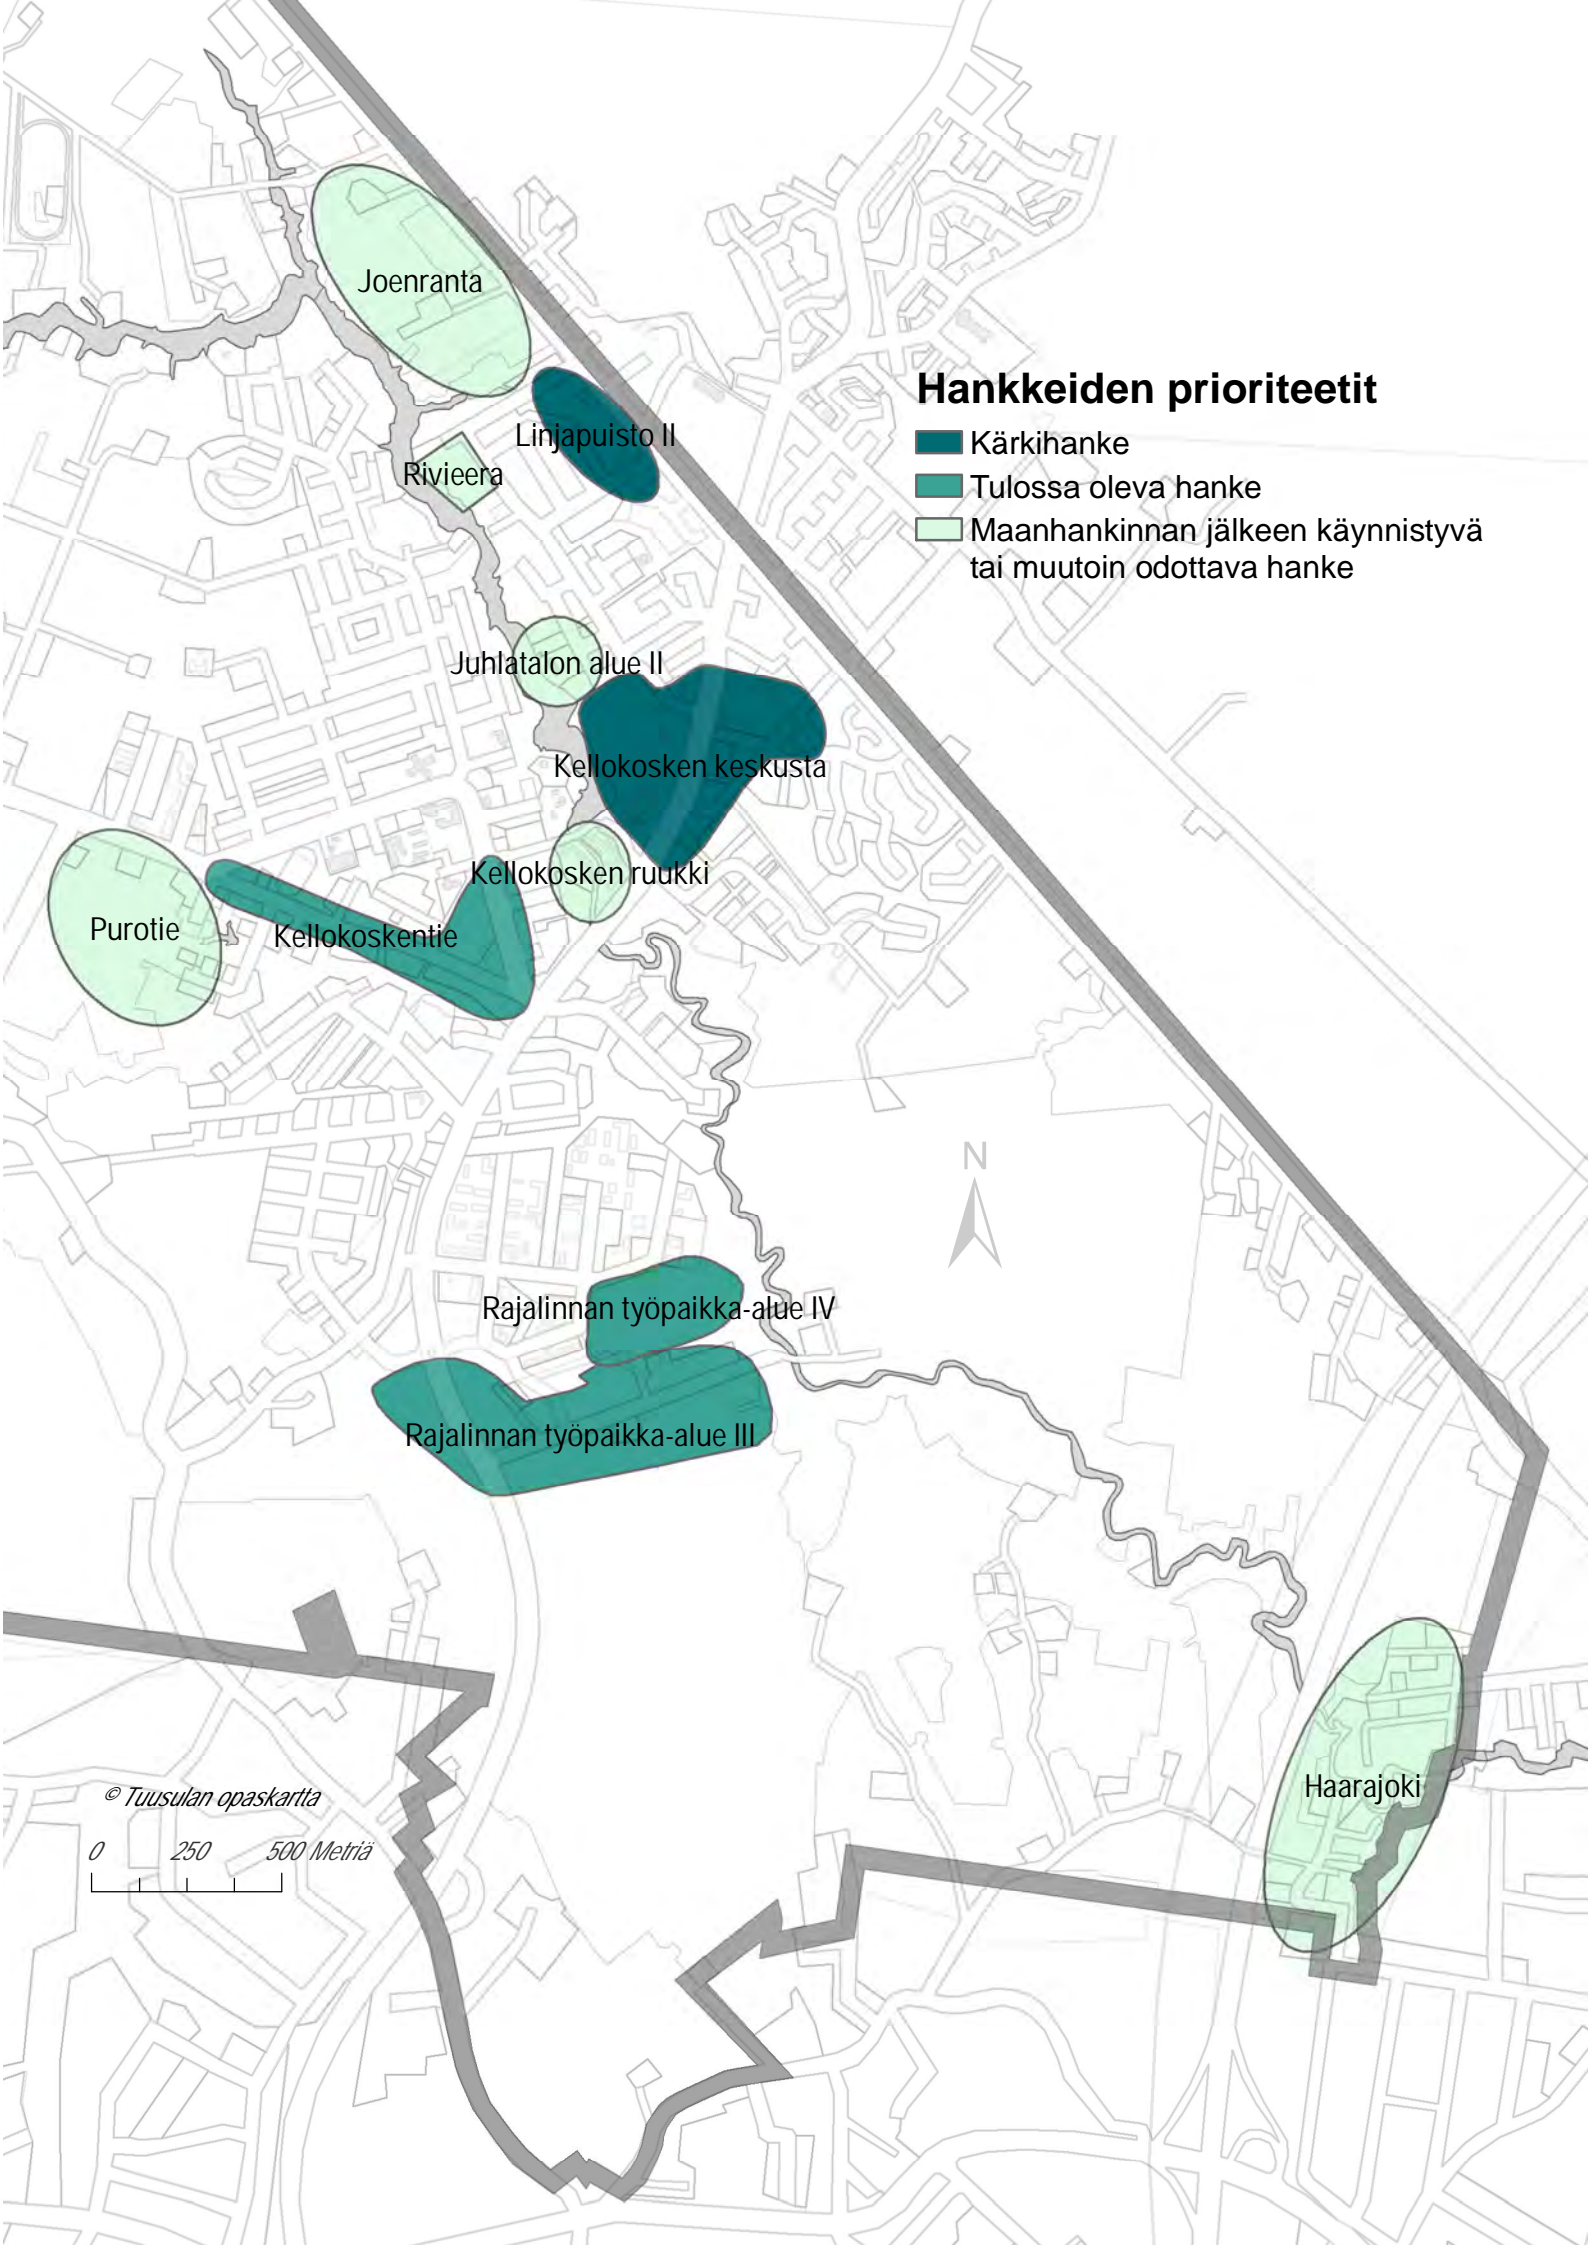 Joenranta
Hankkeiden prioriteetit
Kärkihanke
Tulossa oleva hanke
Maanhankinnan jälkeen käynnistyvä
tai muutoin odottava hanke
Linjapuisto II
Rivieera
Juhlatalon alue II
Kellokosken keskusta
Kellokosken ruukki
Purotie
Kellokoskentie
N
Rajalinnan työpaikka-alue IV
Rajalinnan työpaikka-alue III
Haarajoki
© Tuusulan opaskartta
0 250 500 Metriä